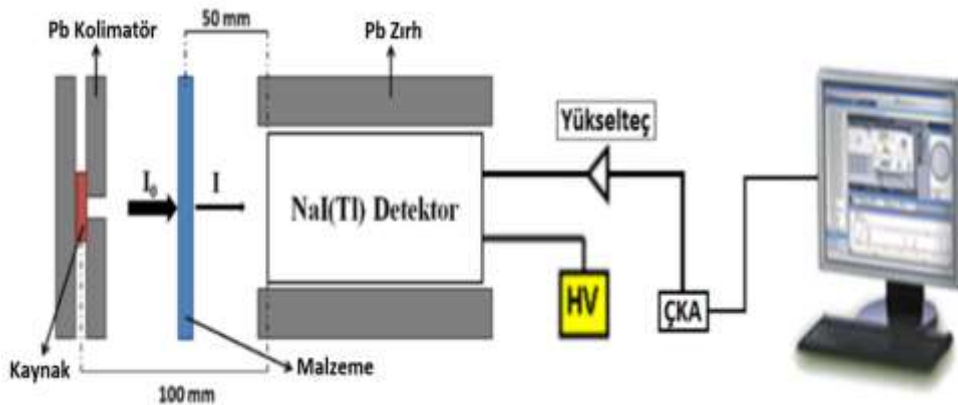 50 mm
Pb Kolimatör
Pb Zırh
Yükselteç
I₀
I
NaI(Tl) Detektor
HV
ÇKA
Kaynak
Malzeme
100 mm